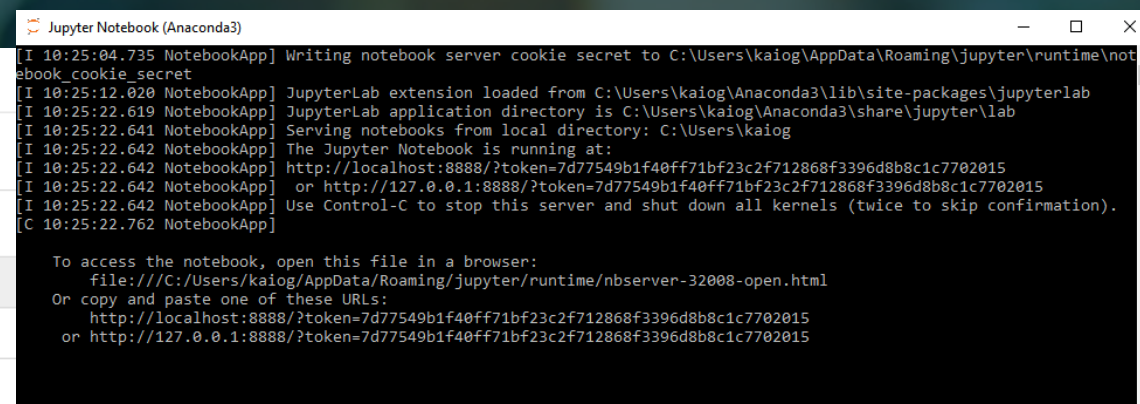 Jupyter Notebook (Anaconda3)
[I 10:25:04.735 NotebookApp] Writing notebook server cookie secret to C:\Users\kaiog\AppData\Roaming\jupyter\runtime\not
ebook_cookie_secret
[I 10:25:12.020 NotebookApp] JupyterLab extension loaded from C:\Users\kaiog\Anaconda3\lib\site-packages\jupyterlab
[I 10:25:22.619 NotebookApp] JupyterLab application directory is C:\Users\kaiog\Anaconda3\share\jupyter\lab
[I 10:25:22.641 NotebookApp] Serving notebooks from local directory: C:\Users\kaiog
[I 10:25:22.642 NotebookApp] The Jupyter Notebook is running at:
[I 10:25:22.642 NotebookApp] http://localhost:8888/?token=7d77549b1f40ff71bf23c2f712868f3396d8b8c1c7702015
[I 10:25:22.642 NotebookApp]  or http://127.0.0.1:8888/?token=7d77549b1f40ff71bf23c2f712868f3396d8b8c1c7702015
[I 10:25:22.642 NotebookApp] Use Control-C to stop this server and shut down all kernels (twice to skip confirmation).
[C 10:25:22.762 NotebookApp]
To access the notebook, open this file in a browser:
file:///C:/Users/kaiog/AppData/Roaming/jupyter/runtime/nbserver-32008-open.html
Or copy and paste one of these URLs:
http://localhost:8888/?token=7d77549b1f40ff71bf23c2f712868f3396d8b8c1c7702015
or http://127.0.0.1:8888/?token=7d77549b1f40ff71bf23c2f712868f3396d8b8c1c7702015